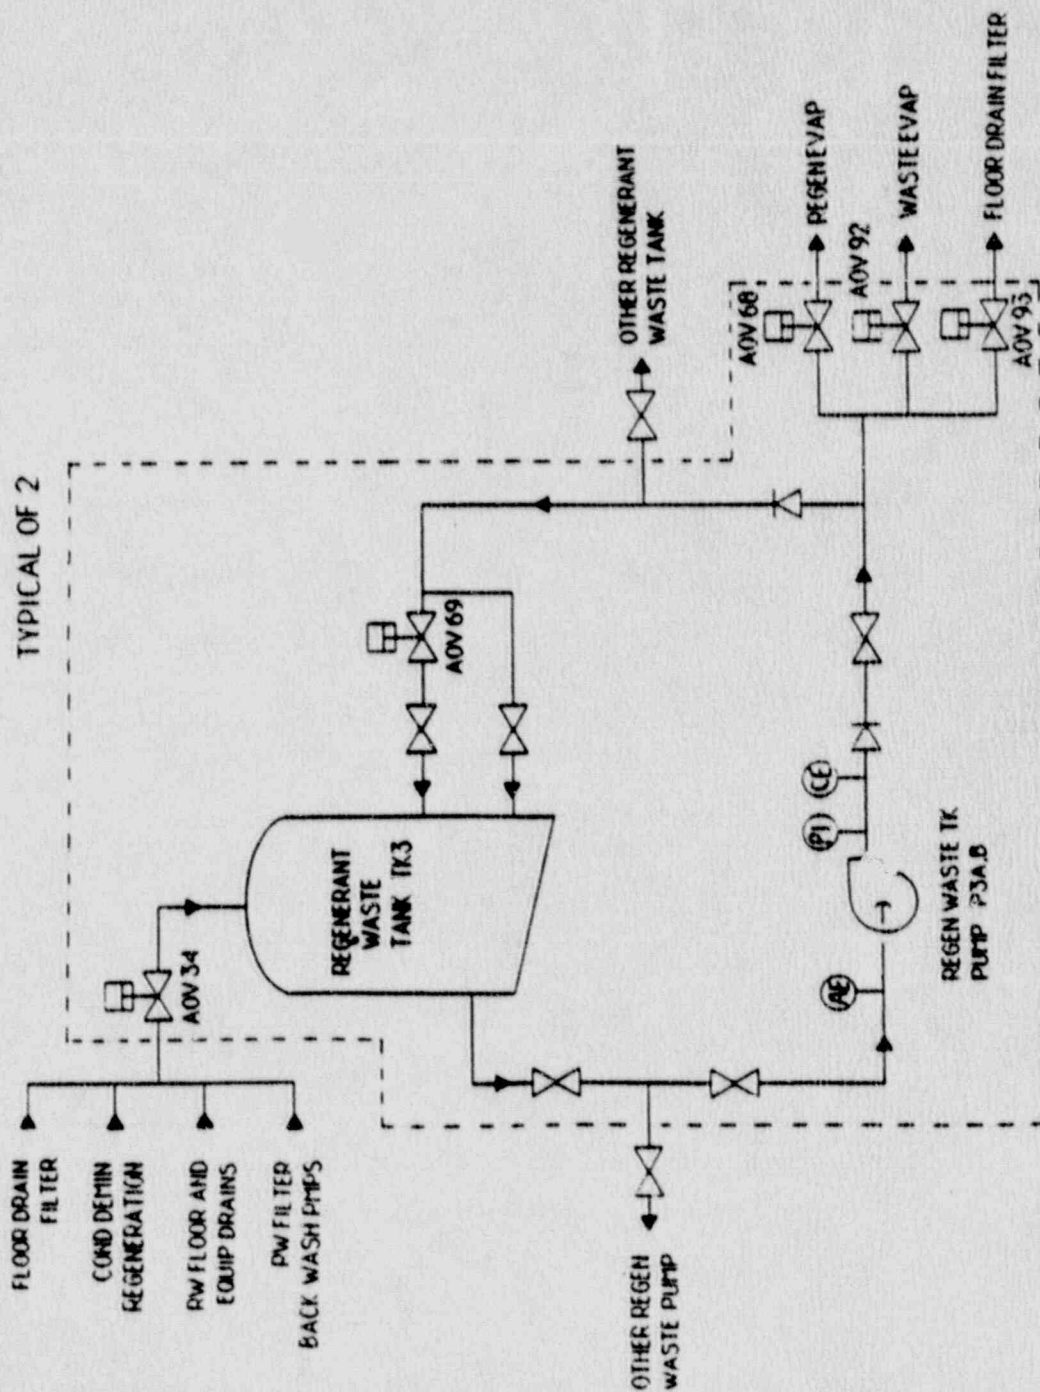 TYPICAL OF 2
FLOOR DRAIN
FILTER
COND DEMIN
REGENERATION
RW FLOOR AND
EQUIP DRAINS
RW FILTER
BACK WASH PMPS
AOV 34
REGENERANT
WASTE
TANK TK3
AOV 69
OTHER REGENERANT
WASTE TANK
AOV 68
REGEN EVAP
AOV 92
WASTE EVAP
AOV 93
FLOOR DRAIN FILTER
OTHER REGEN
WASTE PUMP
AE
PI
CE
REGEN WASTE TK
PUMP P3A,B